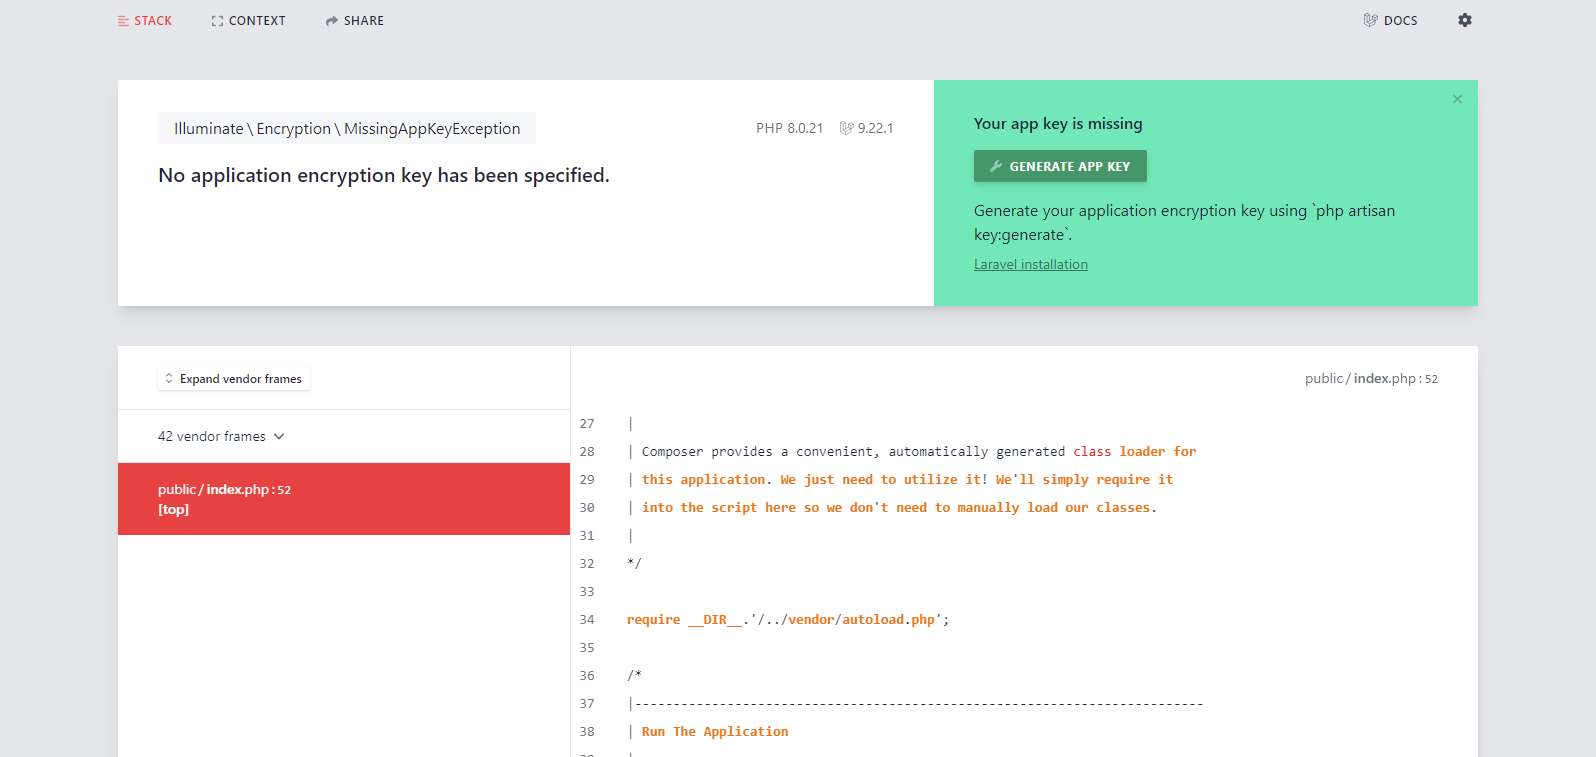 STACK CONTEXT SHARE DOCS
Illuminate \ Encryption \ MissingAppKeyException PHP 8.0.21 9.22.1
No application encryption key has been specified.
Your app key is missing
GENERATE APP KEY
Generate your application encryption key using `php artisan
key:generate`.
Laravel installation
Expand vendor frames
42 vendor frames
public / index.php : 52
[top]
public / index.php : 52
27 |
28 | Composer provides a convenient, automatically generated class loader for
29 | this application. We just need to utilize it! We'll simply require it
30 | into the script here so we don't need to manually load our classes.
31 |
32 */
33
34 require __DIR__.'/../vendor/autoload.php';
35
36 /*
37 |--------------------------------------------------------------------------
38 | Run The Application